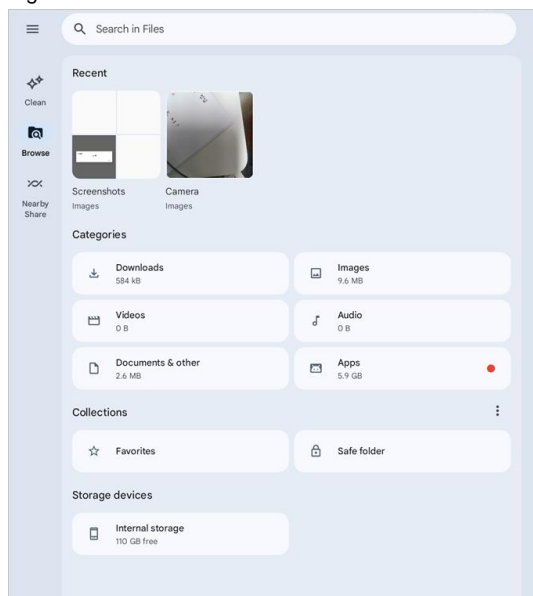 Search in Files
Clean
Browse
Nearby
Share
Recent
Screenshots
Images
Camera
Images
Categories
Downloads
584 kB
Images
9.6 MB
Videos
0 B
Audio
0 B
Documents & other
2.6 MB
Apps
5.9 GB
Collections
Favorites
Safe folder
Storage devices
Internal storage
110 GB free